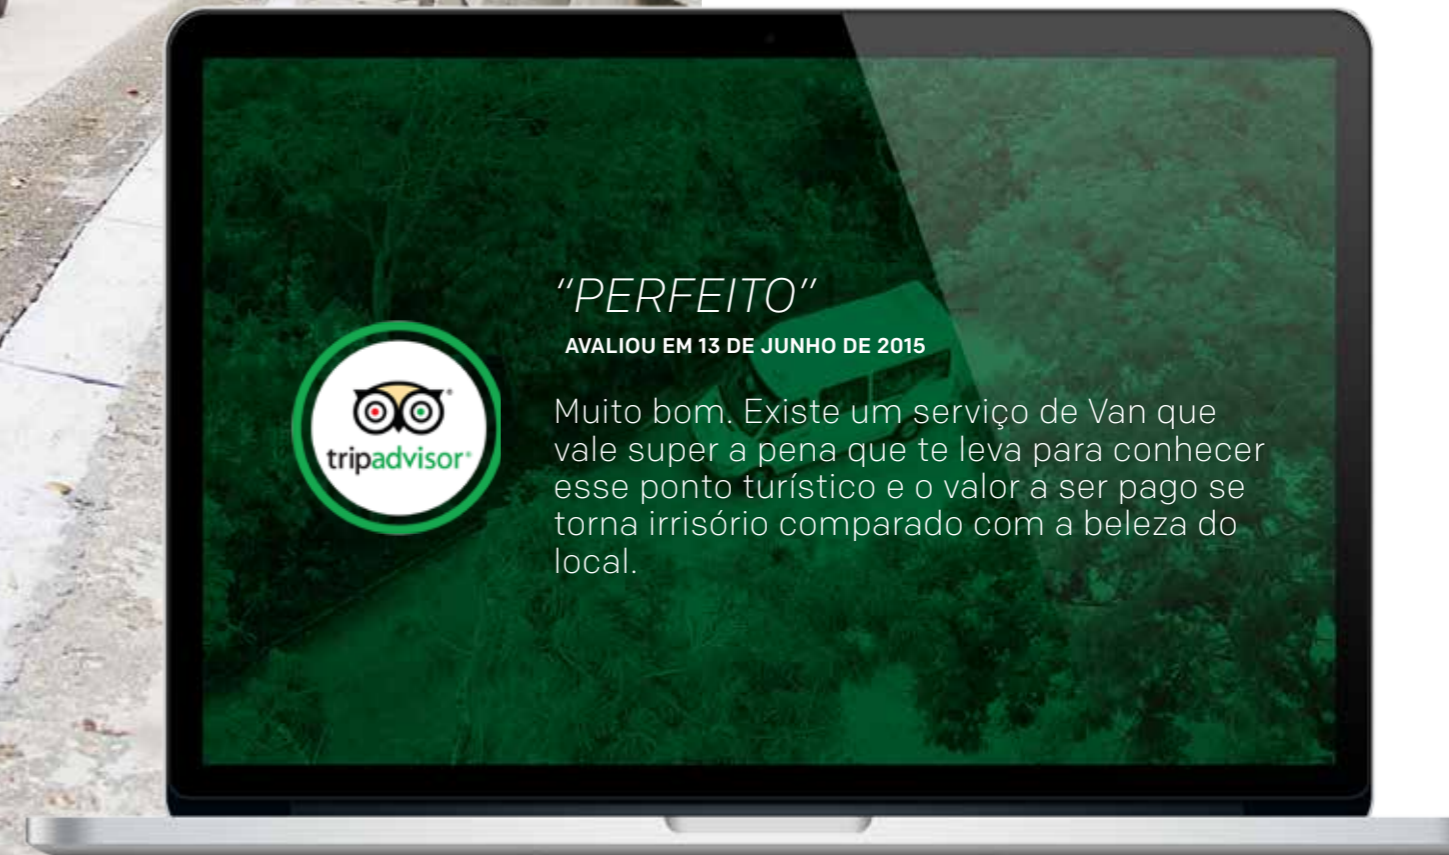 “PERFEITO”
AVALIOU EM 13 DE JUNHO DE 2015
tripadvisor®
Muito bom. Existe um serviço de Van que
vale super a pena que te leva para conhecer
esse ponto turístico e o valor a ser pago se
torna irrisório comparado com a beleza do
local.